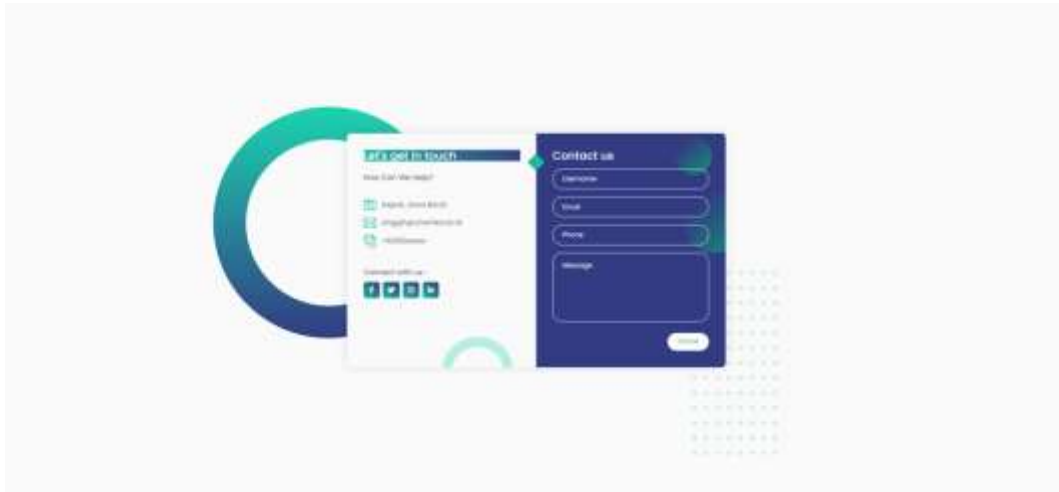 Let's get in touch
How Can We Help?
Connect with us :
Contact us
Username
Email
Phone
Message